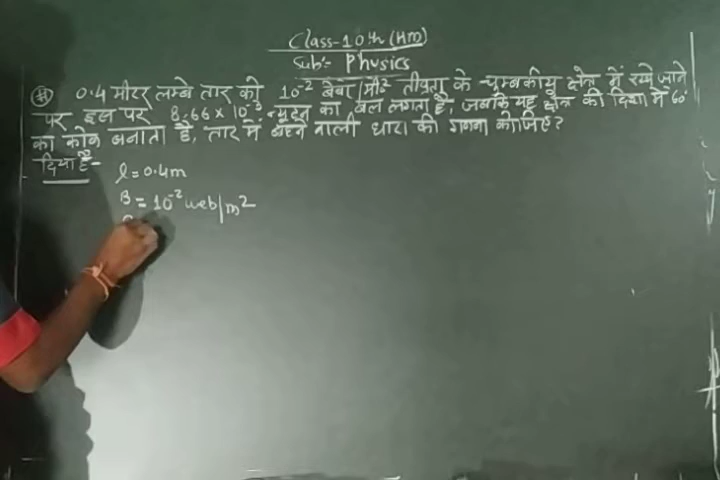 Class-10th (HM)
Sub:- Physics
0.4 मीटर लम्बे तार को 10⁻² वेबर/मी² तीव्रता के चुम्बकीय क्षेत्र में रखे जाने
पर इस पर 8.66 x 10⁻³ न्यूटन का बल लगता है, जबकि यह क्षेत्र की दिशा में 60°
का कोण बनाता है, तार में बहने वाली धारा की गणना कीजिए?
दिया है-
l = 0.4m
B = 10⁻² web/m²